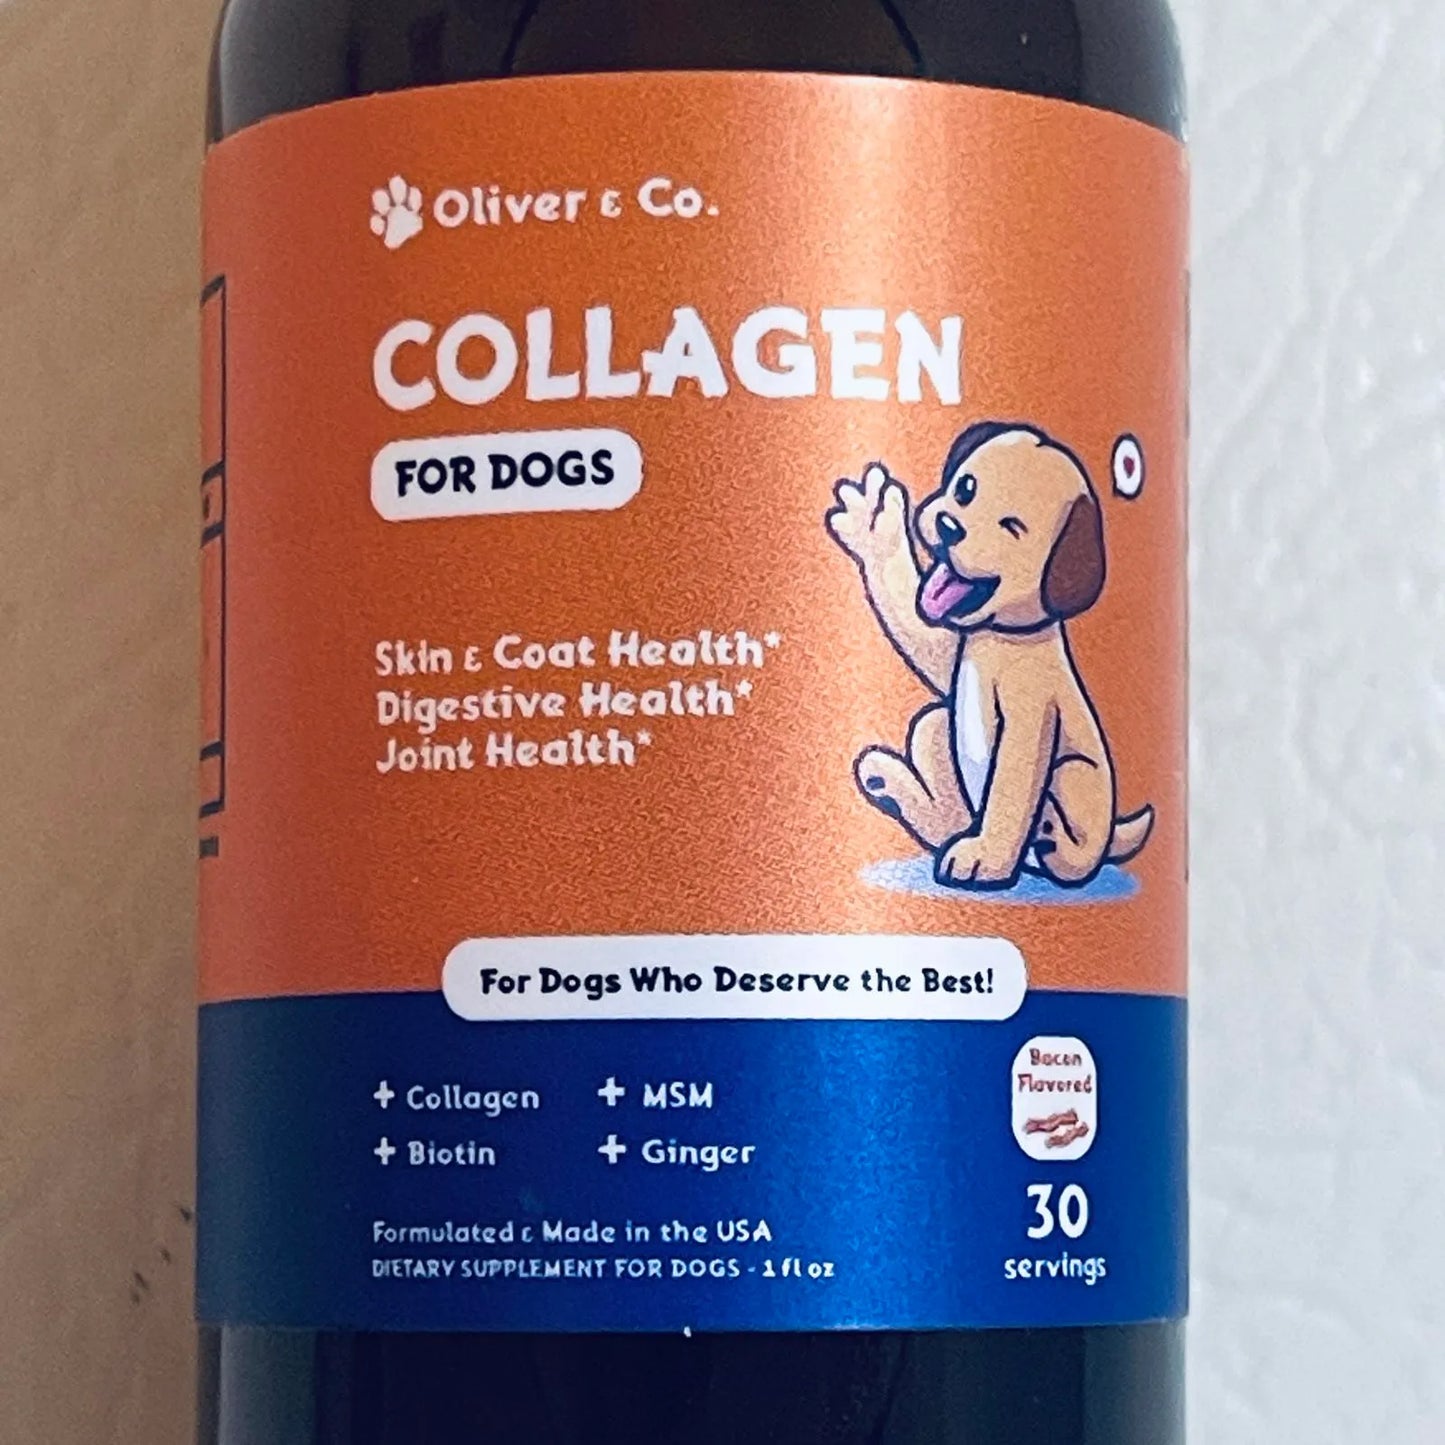 Oliver & Co.
COLLAGEN
FOR DOGS
Skin & Coat Health*
Digestive Health*
Joint Health*
For Dogs Who Deserve the Best!
+ Collagen + MSM
+ Biotin + Ginger
Bacon
Flavored
30
servings
Formulated & Made in the USA
DIETARY SUPPLEMENT FOR DOGS - 1 fl oz